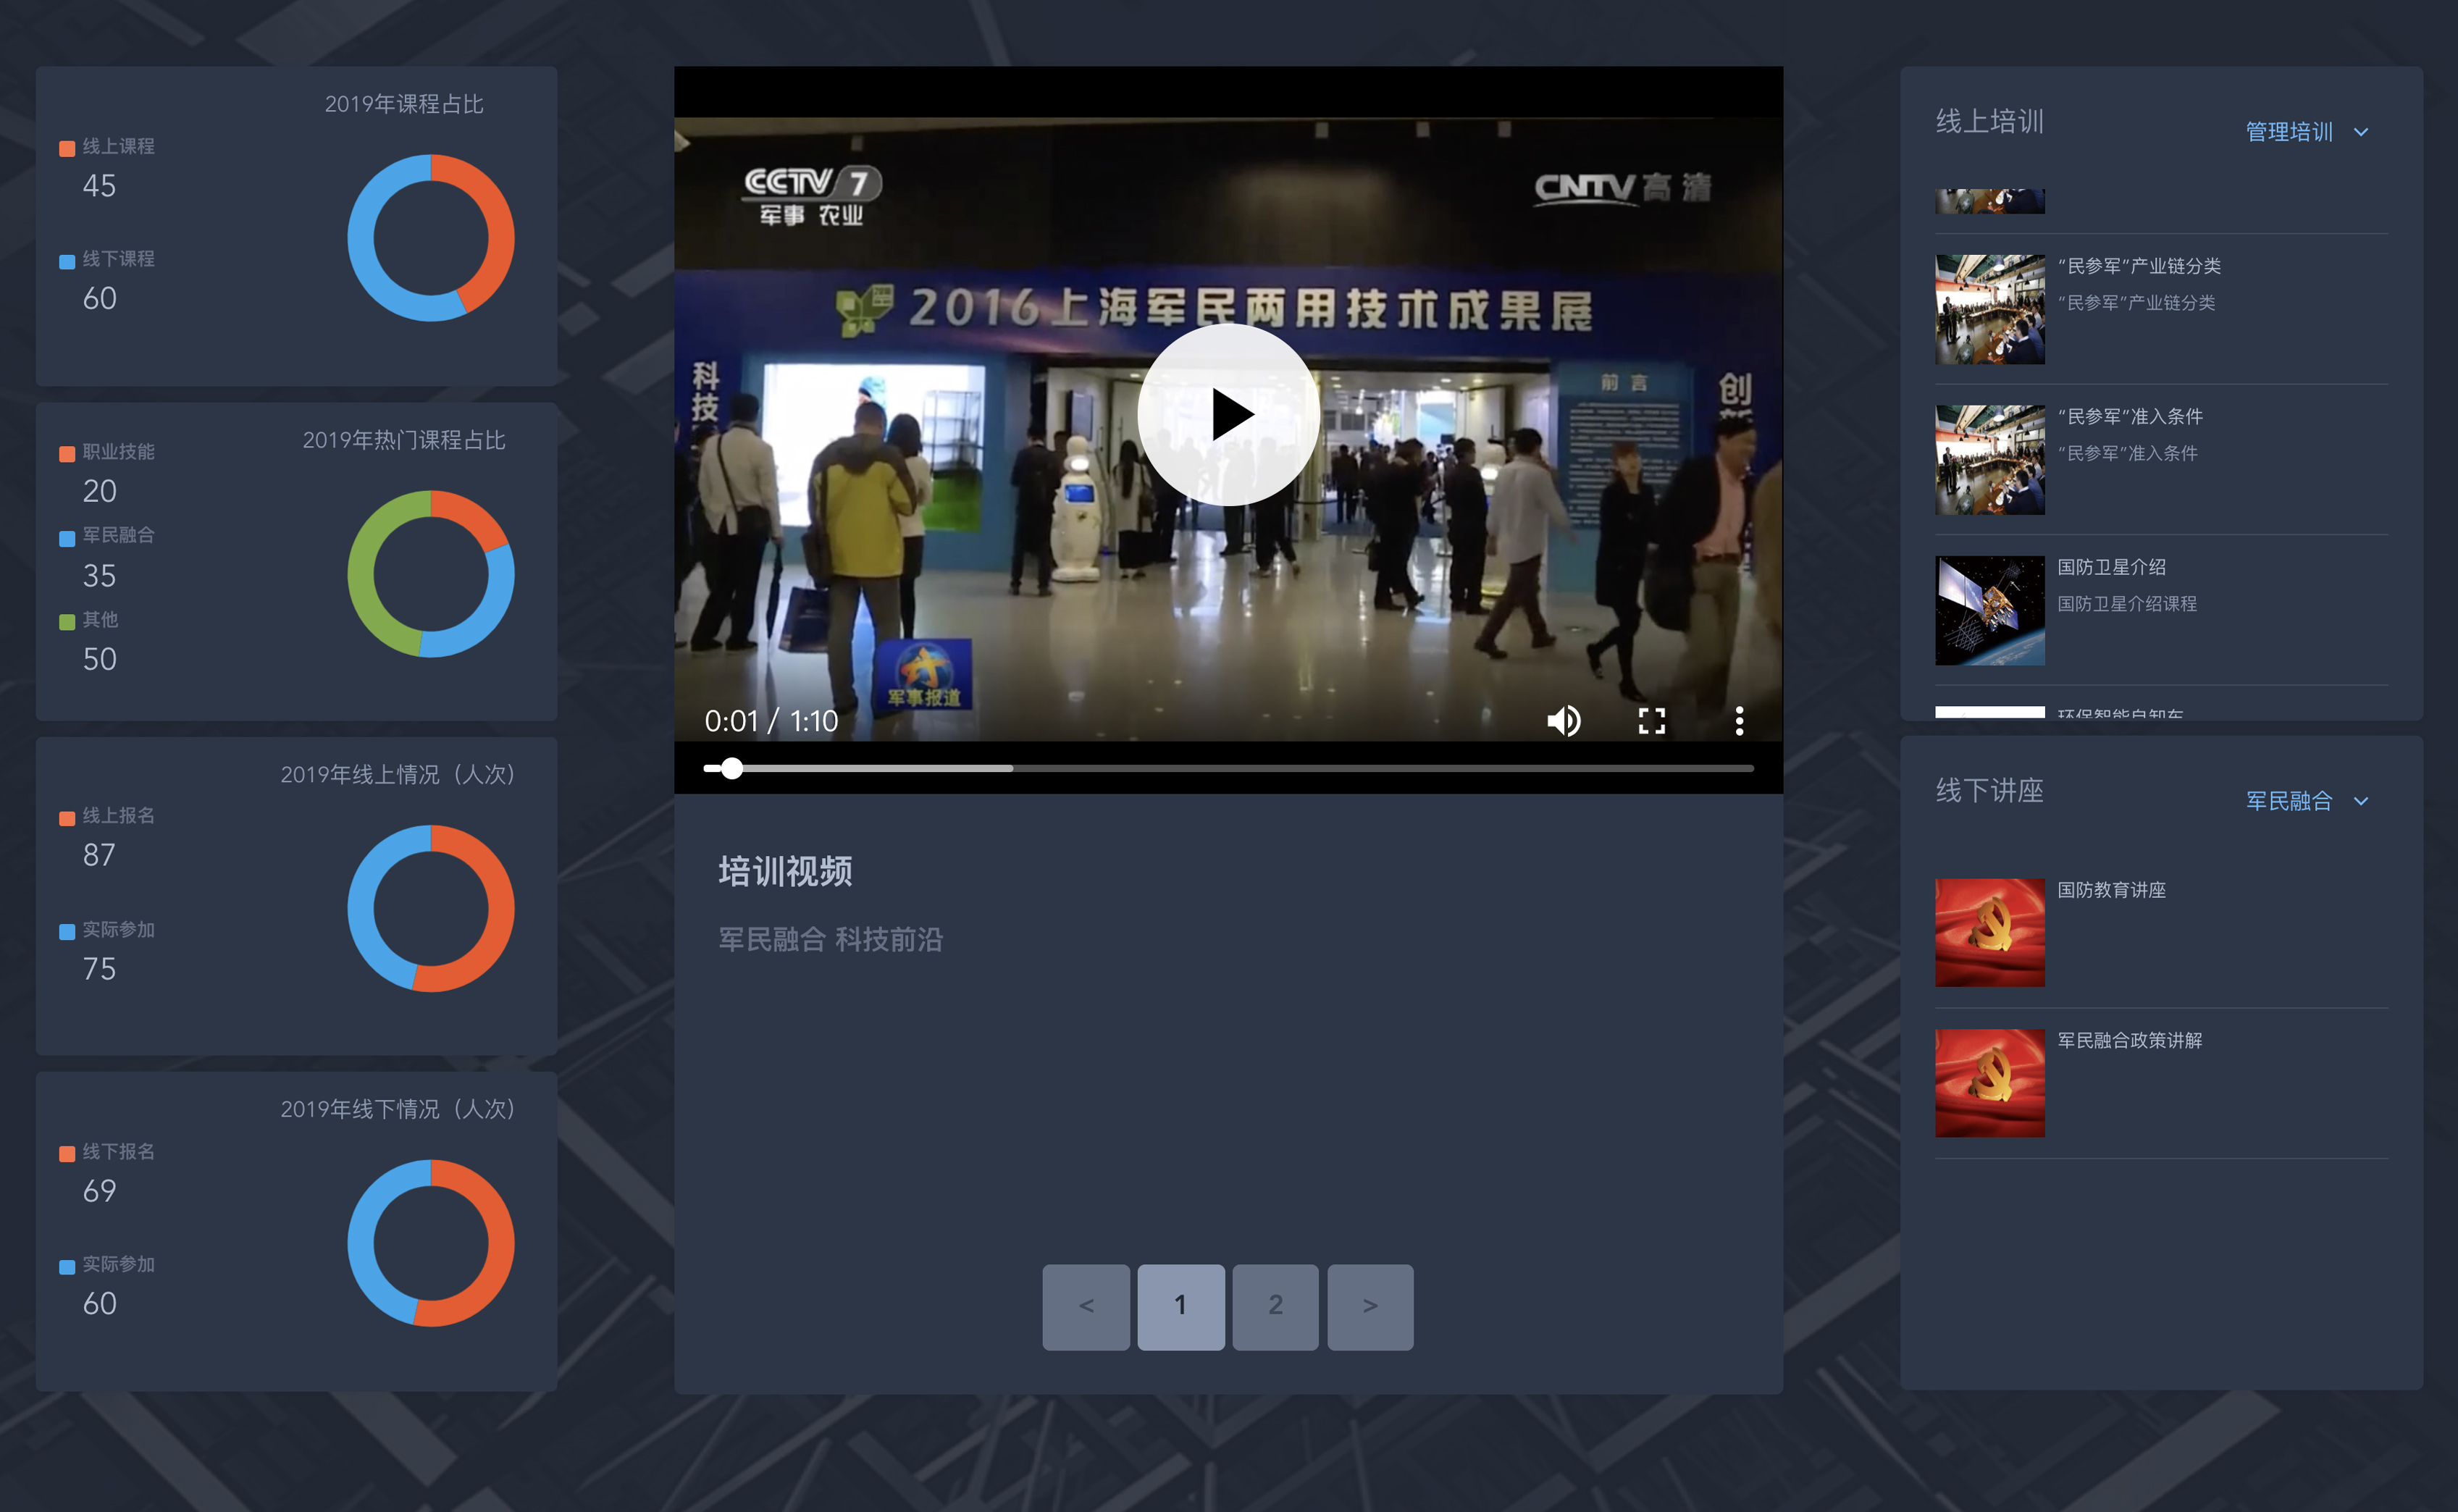 2019年课程占比
线上课程
45
线下课程
60
2019年热门课程占比
职业技能
20
军民融合
35
其他
50
2019年线上情况（人次）
线上报名
87
实际参加
75
2019年线下情况（人次）
线下报名
69
实际参加
60
CCTV 7
军事 农业
CNTV高清
2016上海军民两用技术成果展
科技
前言
创新
军事报道
0:01 / 1:10
培训视频
军民融合 科技前沿
<
1
2
>
线上培训
管理培训
“民参军”产业链分类
“民参军”产业链分类
“民参军”准入条件
“民参军”准入条件
国防卫星介绍
国防卫星介绍课程
线下讲座
军民融合
国防教育讲座
军民融合政策讲解